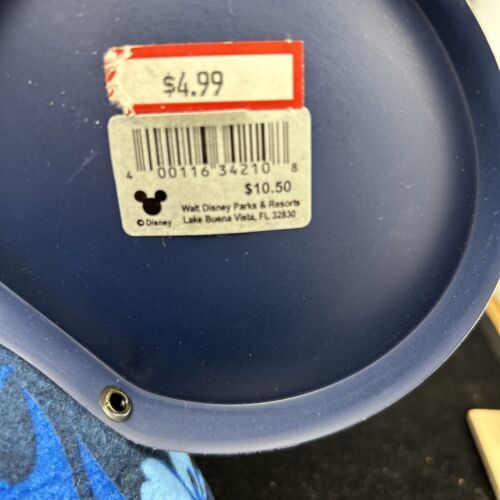 $4.99
4 00116 34210 8
$10.50
Walt Disney Parks & Resorts
Lake Buena Vista, FL 32830
© Disney